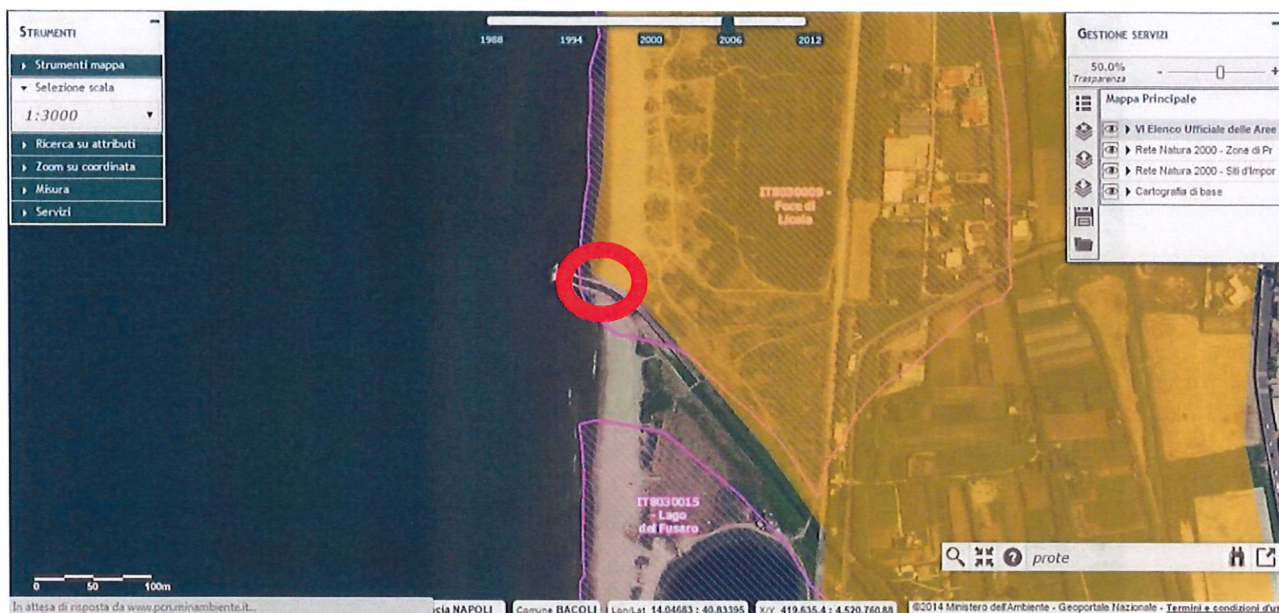 STRUMENTI
Strumenti mappa
Selezione scala
1:3000
Ricerca su attributi
Zoom su coordinata
Misura
Servizi
1988 1994 2000 2006 2012
GESTIONE SERVIZI
50.0%
Trasparenza - +
Mappa Principale
VI Elenco Ufficiale delle Aree
Rete Natura 2000 - Zone di Pr
Rete Natura 2000 - Siti d'Impor
Cartografia di base
IT8030009 -
Foce di
Licola
IT8030015
- Lago
del Fusaro
prote
0 50 100m
In attesa di risposta da www.pcn.minambiente.it...
cia NAPOLI
Comune BACOLI
Lon/Lat 14.04683 : 40.83395
X/Y 419,635.4 : 4,520,760.88
©2014 Ministero dell'Ambiente - Geoportale Nazionale - Termini e condizioni d'us